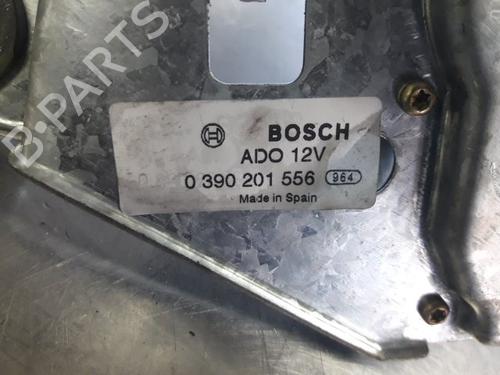 BOSCH
ADO 12V
0 390 201 556 964
Made in Spain
B-PARTS